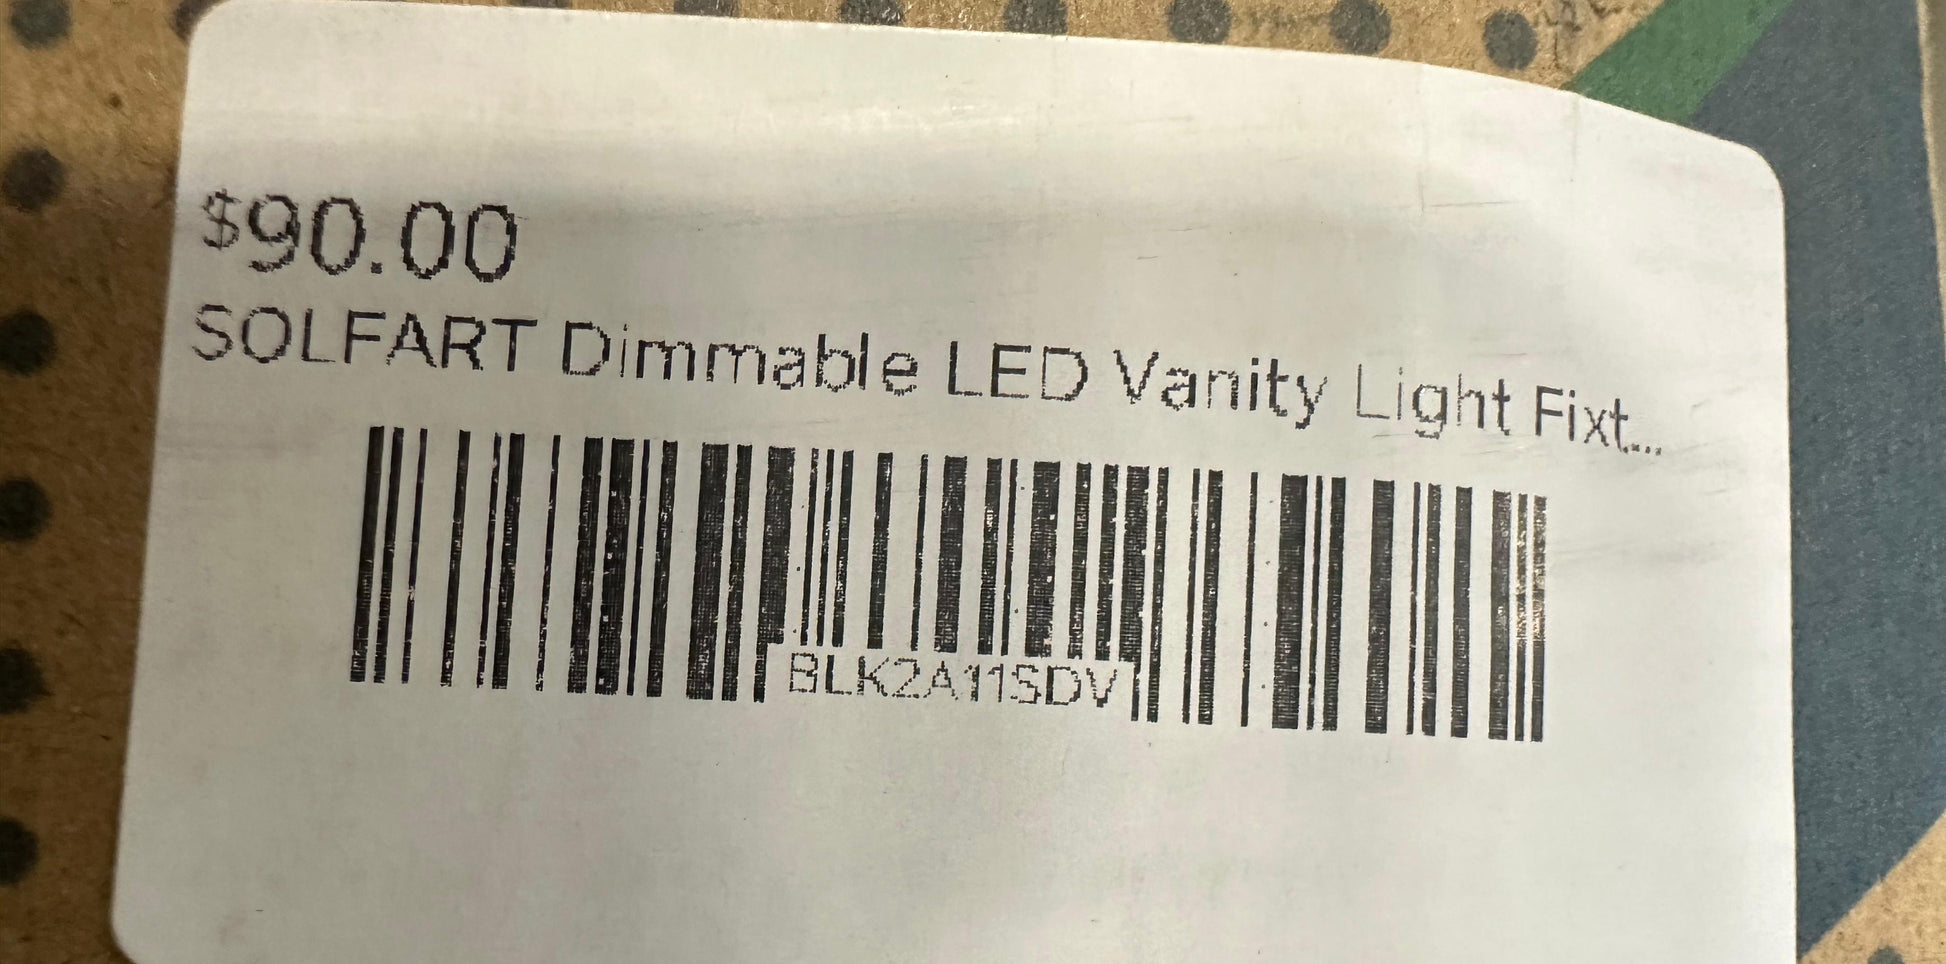 $90.00
SOLFART Dimmable LED Vanity Light Fixt...
BLK2A11SDV